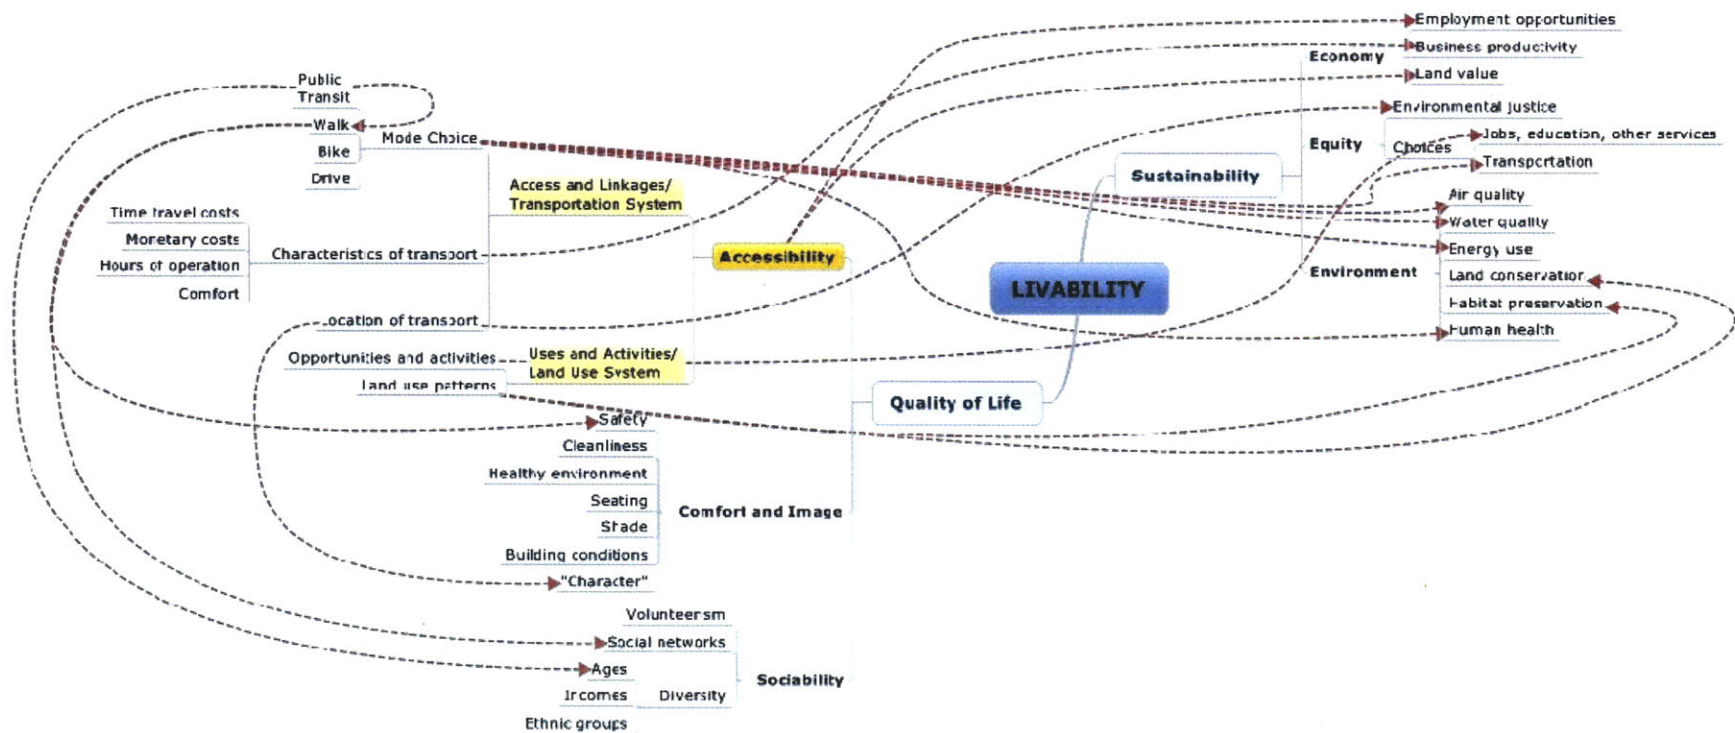 Public
Transit
Walk
Bike
Drive
Mode Choice
Access and Linkages/
Transportation System
Time travel costs
Monetary costs
Hours of operation
Comfort
Characteristics of transport
Location of transport
Opportunities and activities
Land use patterns
Uses and Activities/
Land Use System
Accessibility
Safety
Cleanliness
Healthy environment
Seating
Shade
Building conditions
"Character"
Comfort and Image
Volunteerism
Social networks
Ages
Incomes
Ethnic groups
Diversity
Sociability
Quality of Life
LIVABILITY
Sustainability
Economy
Employment opportunities
Business productivity
Land value
Equity
Environmental justice
Choices
Jobs, education, other services
Transportation
Environment
Air quality
Water quality
Energy use
Land conservation
Habitat preservation
Human health